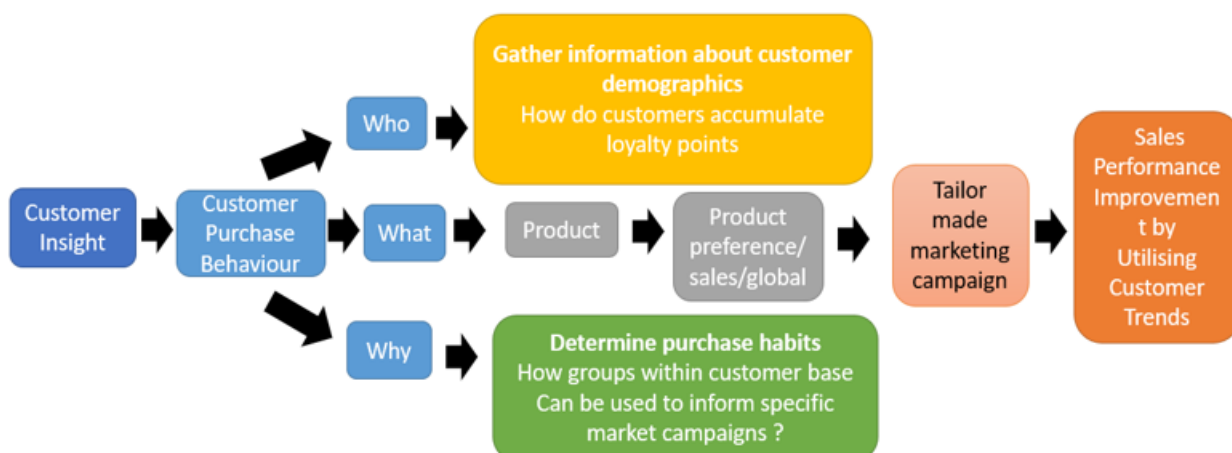 Customer
Insight
Customer
Purchase
Behaviour
Who
Gather information about customer
demographics
How do customers accumulate
loyalty points
What
Product
Product
preference/
sales/global
Why
Determine purchase habits
How groups within customer base
Can be used to inform specific
market campaigns ?
Tailor
made
marketing
campaign
Sales
Performance
Improvemen
t by
Utilising
Customer
Trends